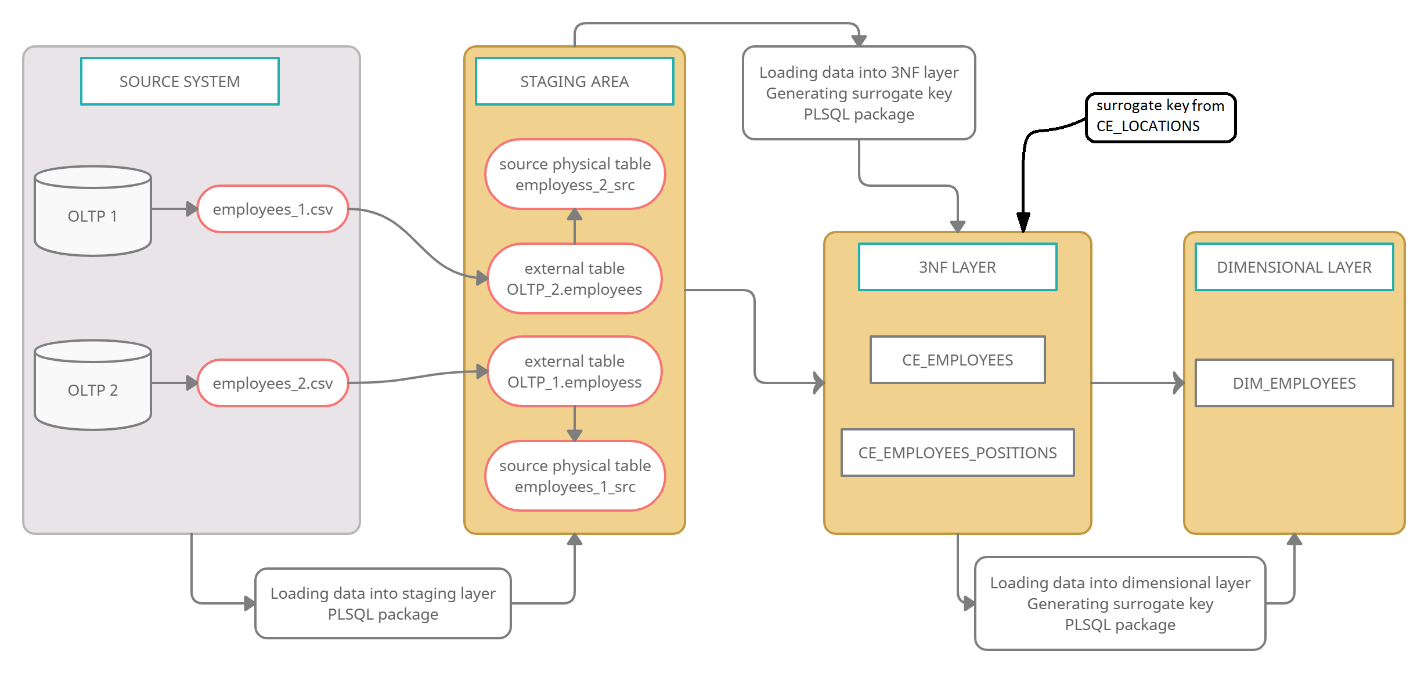 SOURCE SYSTEM
OLTP 1
employees_1.csv
OLTP 2
employees_2.csv
Loading data into staging layer
PLSQL package
STAGING AREA
source physical table
employess_2_src
external table
OLTP_2.employees
external table
OLTP_1.employess
source physical table
employees_1_src
Loading data into 3NF layer
Generating surrogate key
PLSQL package
surrogate key from
CE_LOCATIONS
3NF LAYER
CE_EMPLOYEES
CE_EMPLOYEES_POSITIONS
Loading data into dimensional layer
Generating surrogate key
PLSQL package
DIMENSIONAL LAYER
DIM_EMPLOYEES